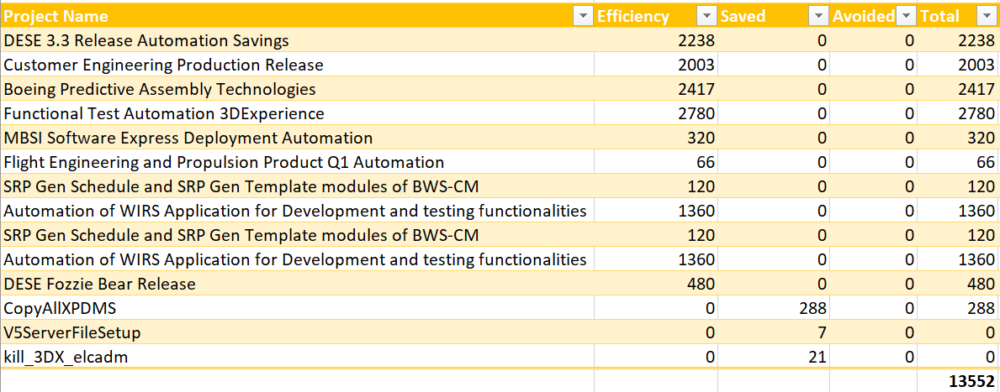 Project Name Efficiency Saved Avoided Total
DESE 3.3 Release Automation Savings 2238 0 0 2238
Customer Engineering Production Release 2003 0 0 2003
Boeing Predictive Assembly Technologies 2417 0 0 2417
Functional Test Automation 3DExperience 2780 0 0 2780
MBSI Software Express Deployment Automation 320 0 0 320
Flight Engineering and Propulsion Product Q1 Automation 66 0 0 66
SRP Gen Schedule and SRP Gen Template modules of BWS-CM 120 0 0 120
Automation of WIRS Application for Development and testing functionalities 1360 0 0 1360
SRP Gen Schedule and SRP Gen Template modules of BWS-CM 120 0 0 120
Automation of WIRS Application for Development and testing functionalities 1360 0 0 1360
DESE Fozzie Bear Release 480 0 0 480
CopyAllXPDMS 0 288 0 288
V5ServerFileSetup 0 7 0 0
kill_3DX_elcadm 0 21 0 0
13552